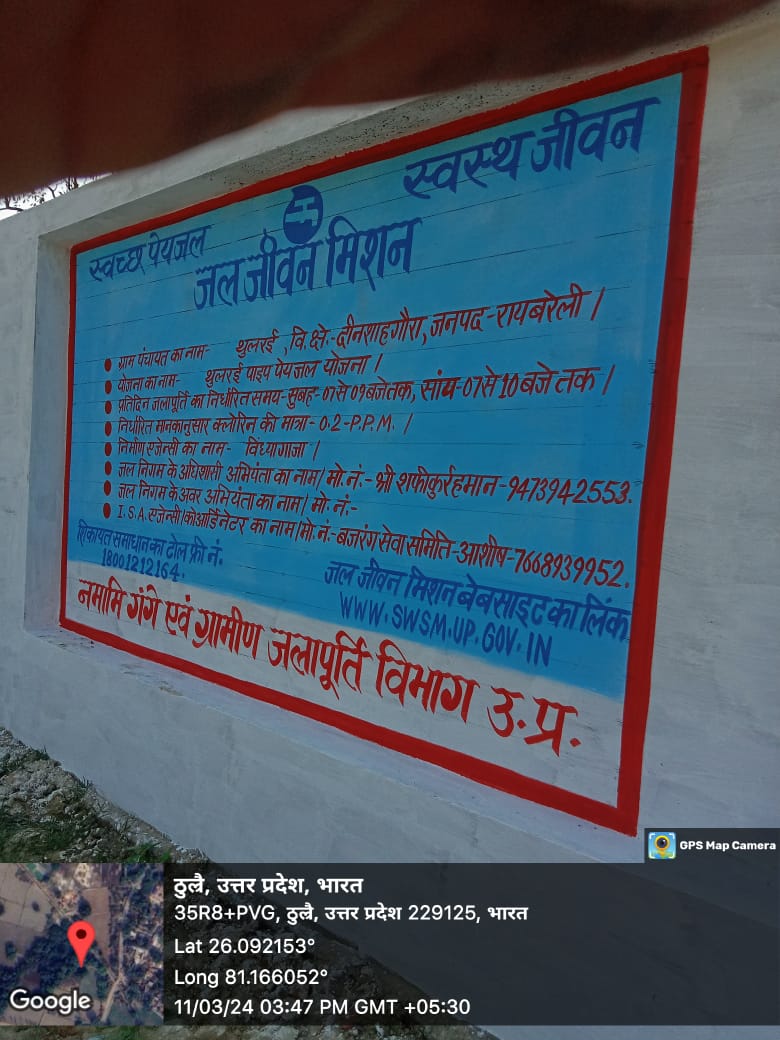 स्वच्छ पेयजल
स्वस्थ जीवन
जल जीवन मिशन
ग्राम पंचायत का नाम- थुलरई, वि.क्षे.-दीनशाह गौरा, जनपद-रायबरेली।
योजना का नाम- थुलरई पाइप पेयजल योजना।
प्रतिदिन जलापूर्ति का निर्धारित समय-सुबह-07 से 09 बजे तक, सांय-07 से 10 बजे तक।
निर्धारित मानकानुसार क्लोरिन की मात्रा-0.2-P.P.M.।
निर्माण एजेन्सी का नाम- विंध्यागाजा।
जल निगम के अधिशासी अभियंता का नाम/मो.नं.-श्री शफीकुर्रहमान-9473942553.
जल निगम के अवर अभियंता का नाम/मो.नं.-
I.S.A. एजेन्सी/कोआर्डिनेटर का नाम/मो.नं.-बजरंग सेवा समिति-आशीष-7668939952.
शिकायत समाधान का टोल फ्री नं.
18001212164.
जल जीवन मिशन बेबसाइट का लिंक
WWW.SWSM.UP.GOV.IN
नमामि गंगे एवं ग्रामीण जलापूर्ति विभाग उ.प्र.
GPS Map Camera
ठुल्रै, उत्तर प्रदेश, भारत
35R8+PVG, ठुल्रै, उत्तर प्रदेश 229125, भारत
Lat 26.092153°
Long 81.166052°
11/03/24 03:47 PM GMT +05:30
Google